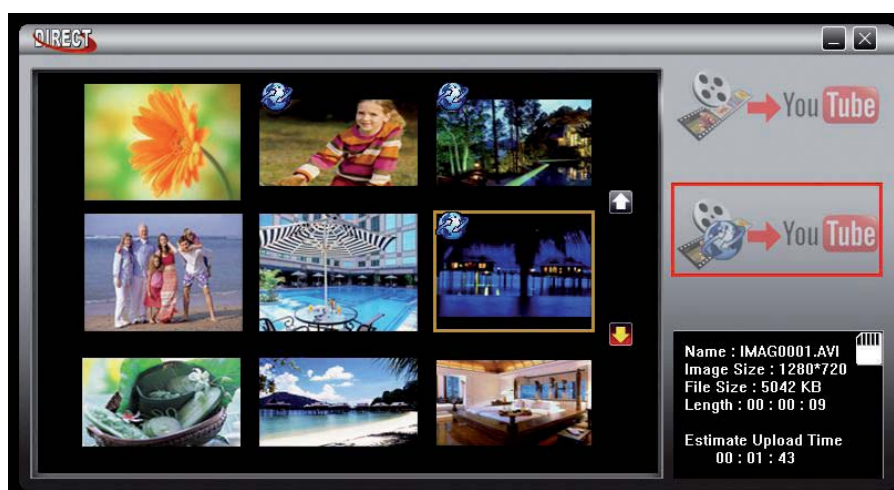 DIRECT
You Tube
You Tube
Name : IMAG0001.AVI
Image Size : 1280*720
File Size : 5042 KB
Length : 00 : 00 : 09
Estimate Upload Time
00 : 01 : 43